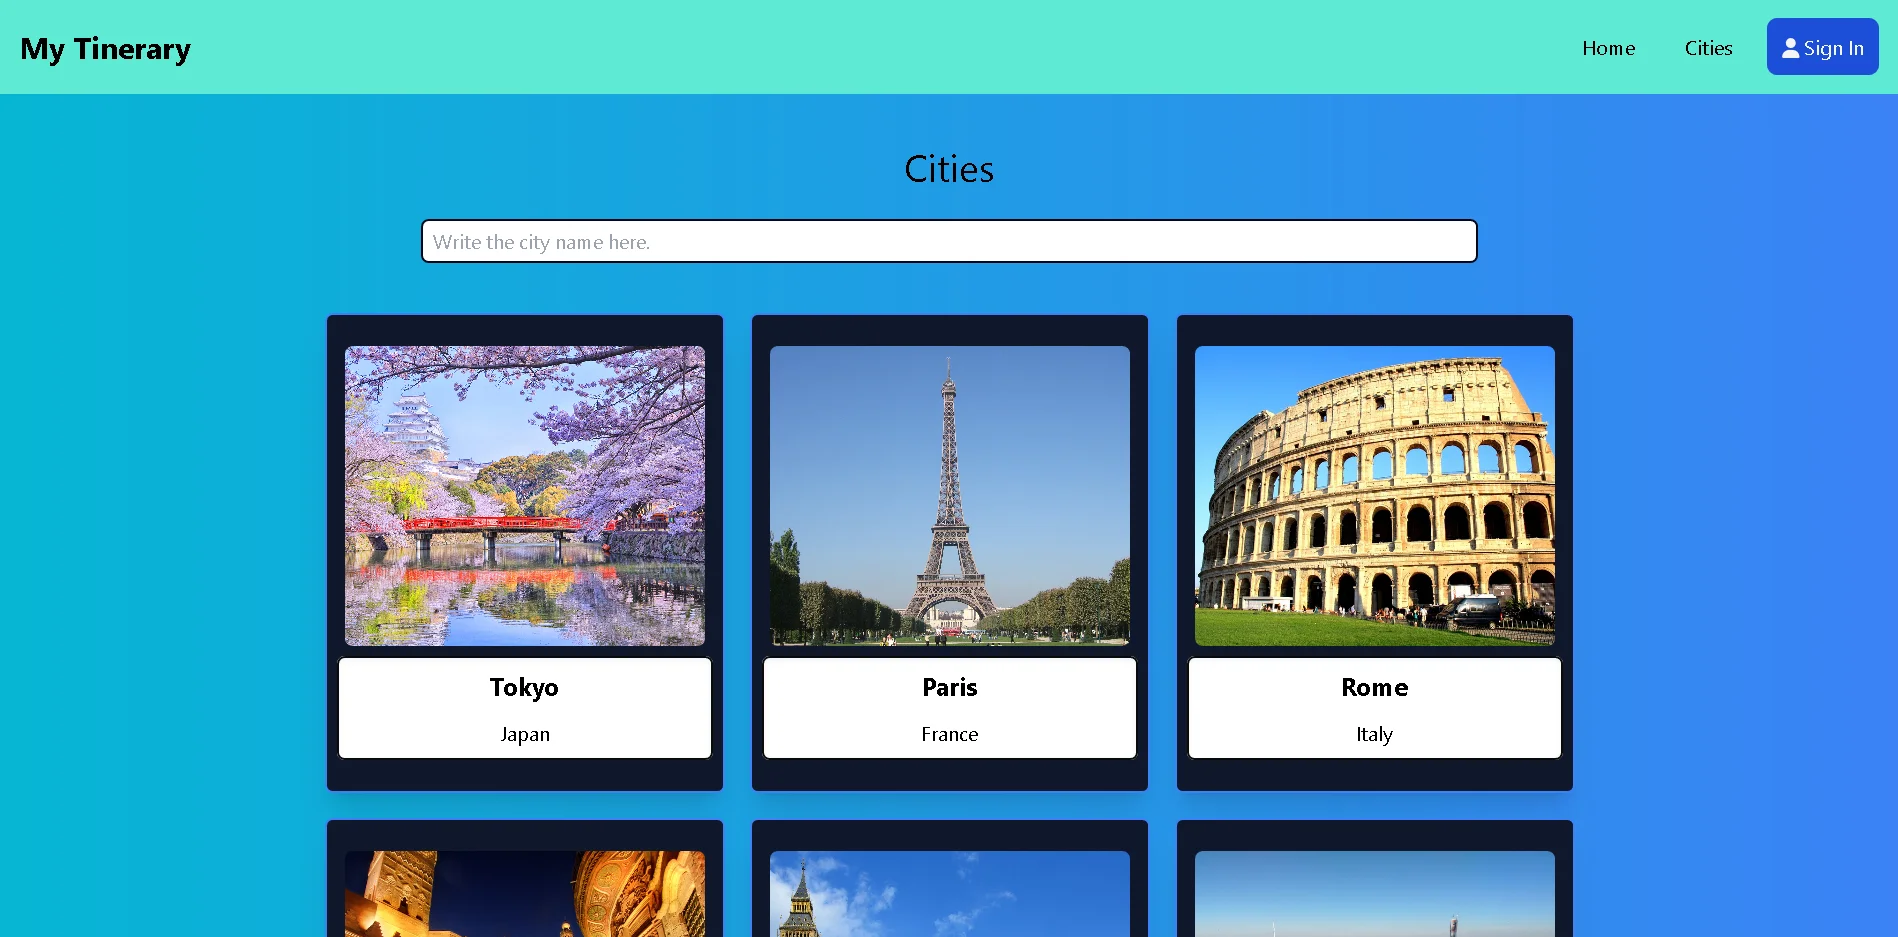 My Tinerary
Home
Cities
Sign In
Cities
Write the city name here.
Tokyo
Japan
Paris
France
Rome
Italy